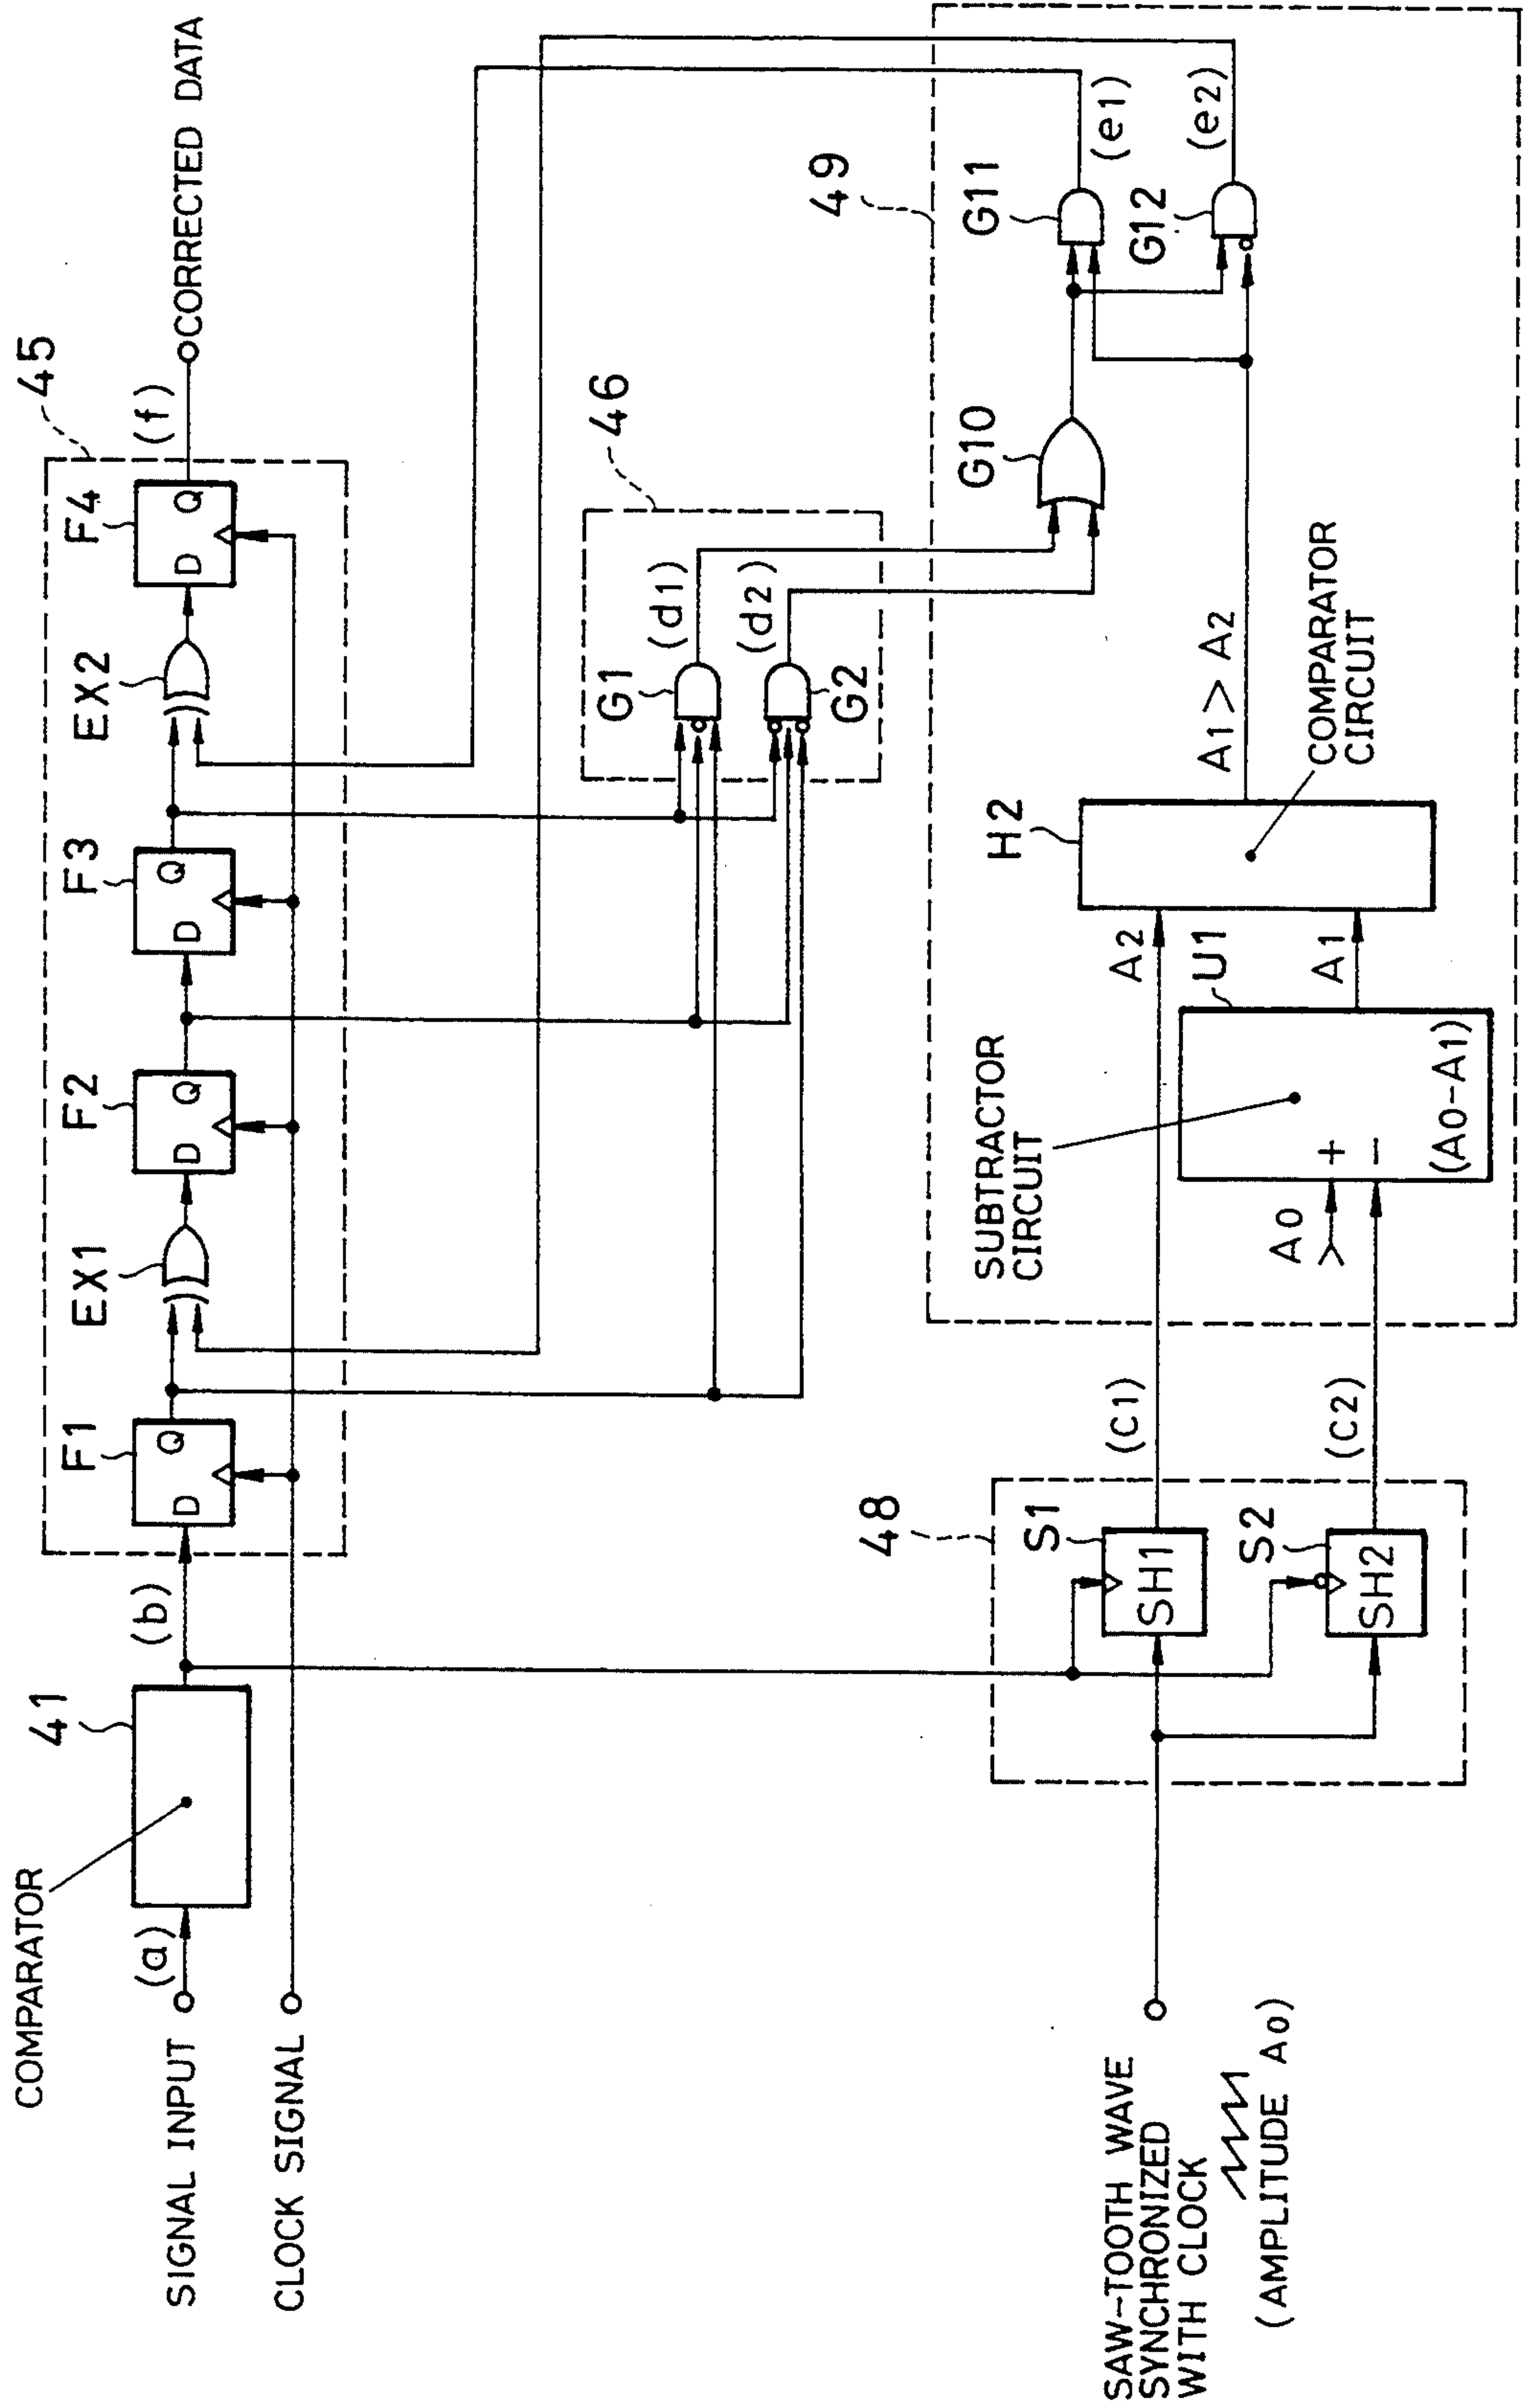 COMPARATOR
41
SIGNAL INPUT
(a)
(b)
CLOCK SIGNAL
45
F1
D
Q
EX1
F2
D
Q
F3
D
Q
EX2
F4
D
Q
(f)
CORRECTED DATA
46
G1
(d1)
G2
(d2)
48
S1
SH1
S2
SH2
(C1)
(C2)
SAW-TOOTH WAVE
SYNCHRONIZED
WITH CLOCK
(AMPLITUDE A0)
49
SUBTRACTOR
CIRCUIT
A0
+
−
(A0-A1)
U1
A2
A1
H2
COMPARATOR
CIRCUIT
A1 > A2
G10
G11
(e1)
G12
(e2)